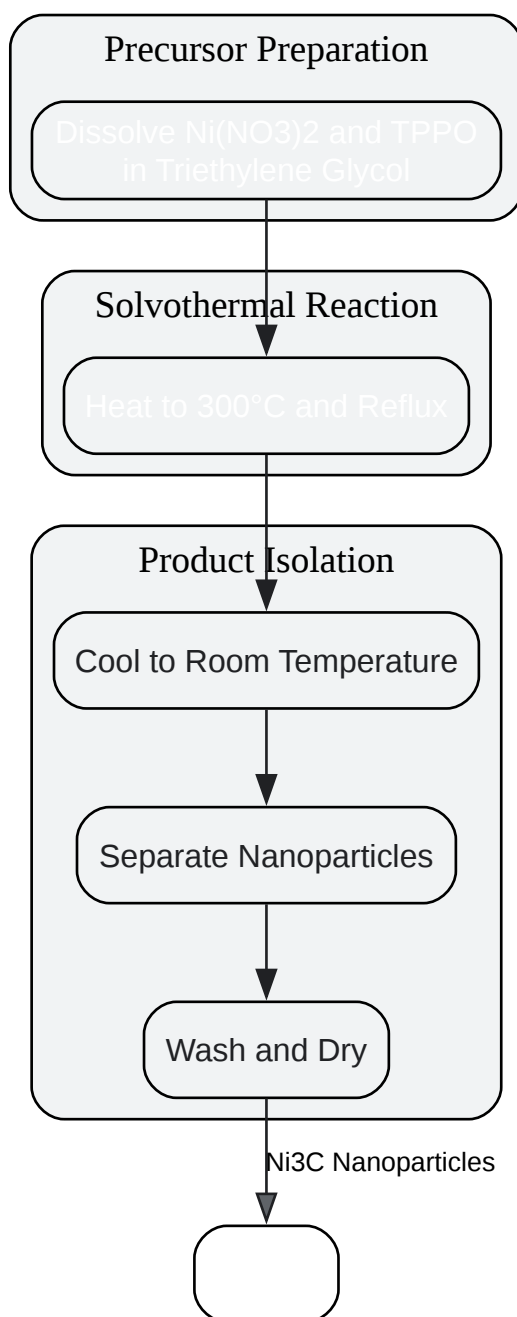 Precursor Preparation
Dissolve Ni(NO3)2 and TPPO
in Triethylene Glycol
Solvothermal Reaction
Heat to 300°C and Reflux
Product Isolation
Cool to Room Temperature
Separate Nanoparticles
Wash and Dry
Ni3C Nanoparticles